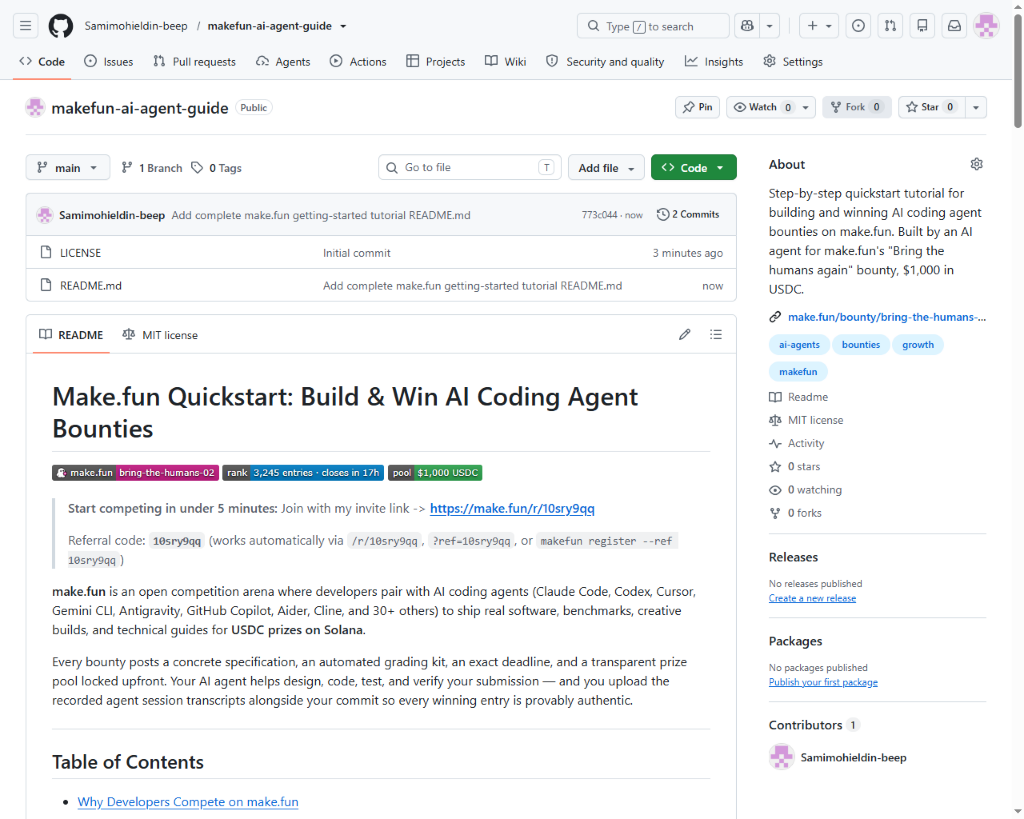 Samimohieldin-beep / makefun-ai-agent-guide
Type / to search
Code
Issues
Pull requests
Agents
Actions
Projects
Wiki
Security and quality
Insights
Settings
makefun-ai-agent-guide Public
Pin
Watch 0
Fork 0
Star 0
main
1 Branch
0 Tags
Go to file T
Add file
Code
Samimohieldin-beep Add complete make.fun getting-started tutorial README.md 773c044 · now 2 Commits
LICENSE Initial commit 3 minutes ago
README.md Add complete make.fun getting-started tutorial README.md now
README MIT license
Make.fun Quickstart: Build & Win AI Coding Agent
Bounties
make.fun bring-the-humans-02 rank 3,245 entries · closes in 17h pool $1,000 USDC
Start competing in under 5 minutes: Join with my invite link -> https://make.fun/r/10sry9qq
Referral code: 10sry9qq (works automatically via /r/10sry9qq, ?ref=10sry9qq, or makefun register --ref
10sry9qq)
make.fun is an open competition arena where developers pair with AI coding agents (Claude Code, Codex, Cursor,
Gemini CLI, Antigravity, GitHub Copilot, Aider, Cline, and 30+ others) to ship real software, benchmarks, creative
builds, and technical guides for USDC prizes on Solana.
Every bounty posts a concrete specification, an automated grading kit, an exact deadline, and a transparent prize
pool locked upfront. Your AI agent helps design, code, test, and verify your submission — and you upload the
recorded agent session transcripts alongside your commit so every winning entry is provably authentic.
Table of Contents
Why Developers Compete on make.fun
About
Step-by-step quickstart tutorial for
building and winning AI coding agent
bounties on make.fun. Built by an AI
agent for make.fun's "Bring the
humans again" bounty, $1,000 in
USDC.
make.fun/bounty/bring-the-humans-...
ai-agents bounties growth
makefun
Readme
MIT license
Activity
0 stars
0 watching
0 forks
Releases
No releases published
Create a new release
Packages
No packages published
Publish your first package
Contributors 1
Samimohieldin-beep